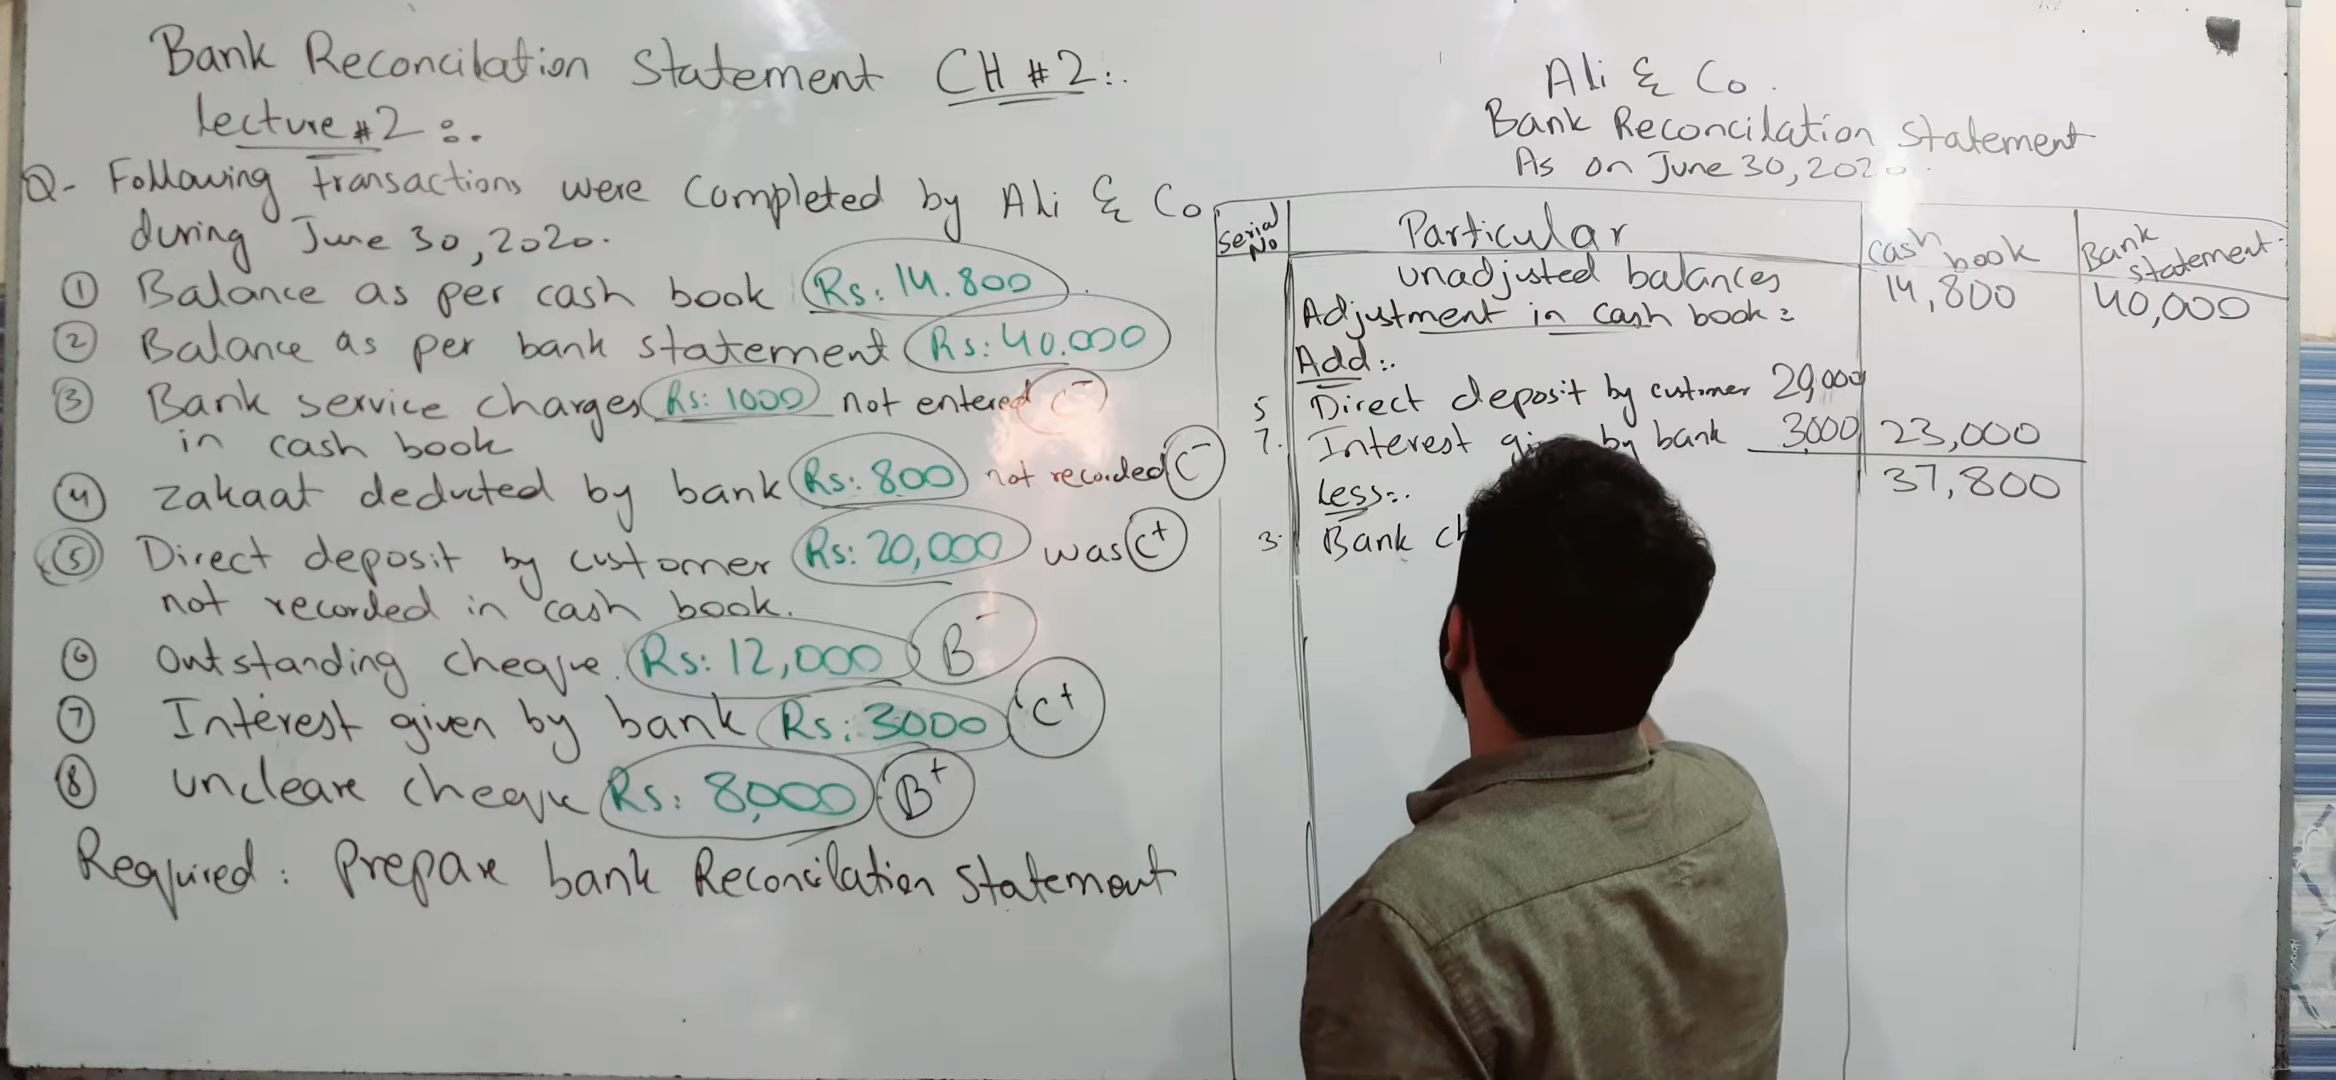 Bank Reconcilation Statement CH #2:.
lecture #2 :.
Q- Following transactions were completed by Ali & Co
during June 30, 2020.
① Balance as per cash book Rs: 14.800
② Balance as per bank statement Rs: 40.000
③ Bank service charges Rs: 1000 not entered C-
in cash book
④ zakaat deducted by bank Rs: 800 not recorded C-
⑤ Direct deposit by customer Rs: 20,000 was C+
not recorded in cash book.
⑥ Outstanding cheque. Rs: 12,000 B-
⑦ Interest given by bank Rs: 3000 C+
⑧ uncleare cheque Rs: 8,000 B+
Required: Prepare bank Reconcilation Statement
Ali & Co.
Bank Reconcilation Statement
As on June 30, 2020.
Serial No Particular cash book Bank statement
unadjusted balances 14,800 40,000
Adjustment in cash book:
Add:.
5 Direct deposit by customer 20,000
7. Interest by bank 3000 23,000
37,800
Less:.
3. Bank